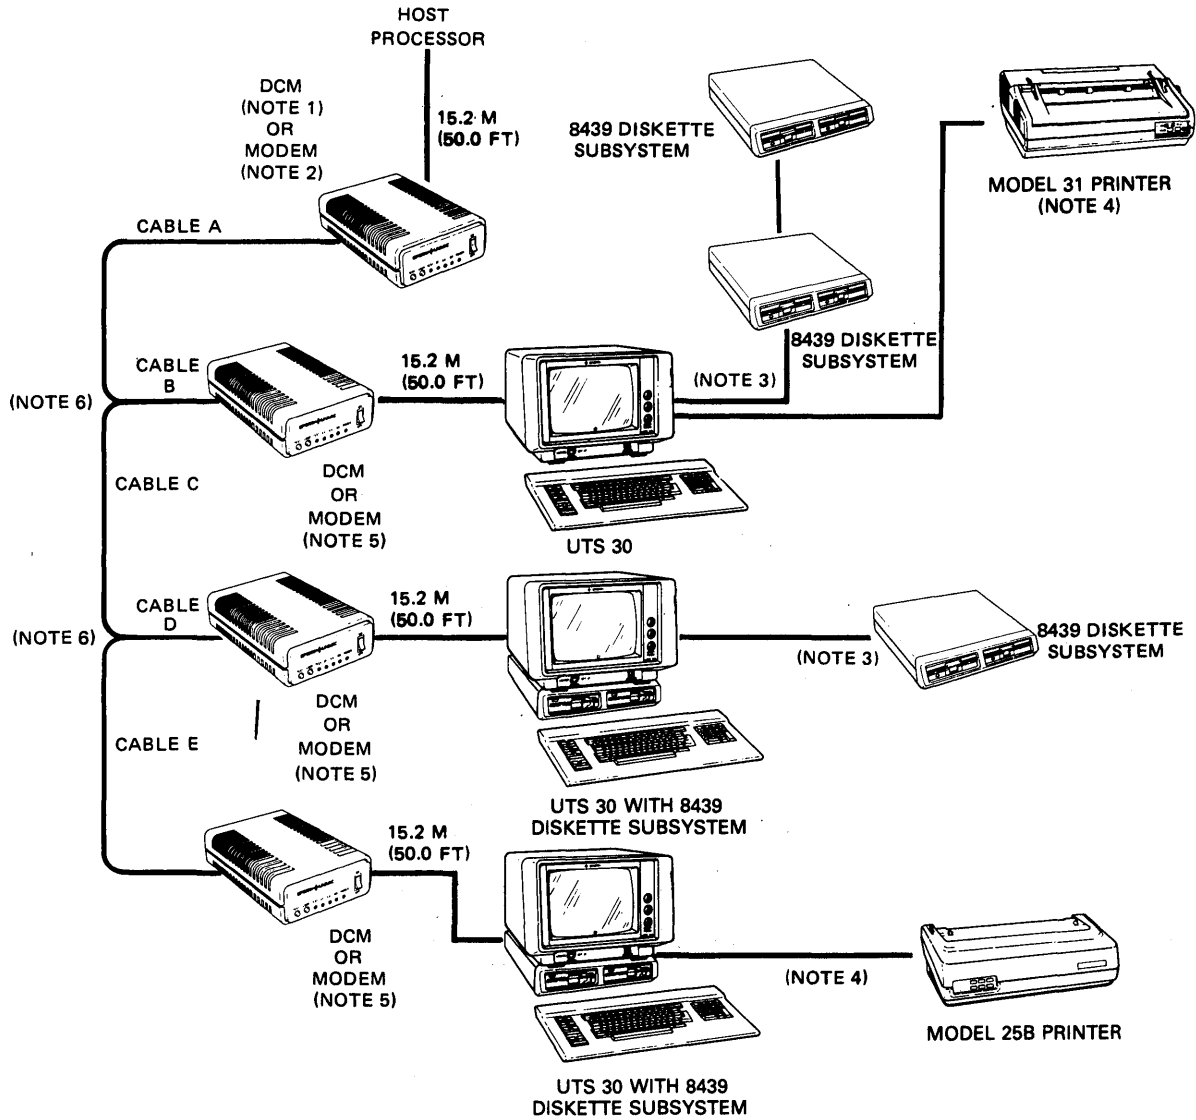 HOST
PROCESSOR
DCM
(NOTE 1)
OR
MODEM
(NOTE 2)
15.2 M
(50.0 FT)
8439 DISKETTE
SUBSYSTEM
MODEL 31 PRINTER
(NOTE 4)
CABLE A
8439 DISKETTE
SUBSYSTEM
CABLE
B
15.2 M
(50.0 FT)
(NOTE 3)
(NOTE 6)
CABLE C
DCM
OR
MODEM
(NOTE 5)
UTS 30
CABLE
D
15.2 M
(50.0 FT)
(NOTE 6)
(NOTE 3)
8439 DISKETTE
SUBSYSTEM
CABLE E
DCM
OR
MODEM
(NOTE 5)
UTS 30 WITH 8439
DISKETTE SUBSYSTEM
15.2 M
(50.0 FT)
DCM
OR
MODEM
(NOTE 5)
(NOTE 4)
MODEL 25B PRINTER
UTS 30 WITH 8439
DISKETTE SUBSYSTEM